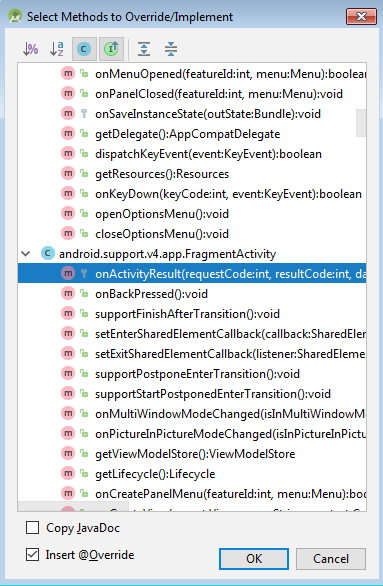 Select Methods to Override/Implement
onMenuOpened(featureId:int, menu:Menu):boolean
onPanelClosed(featureId:int, menu:Menu):void
onSaveInstanceState(outState:Bundle):void
getDelegate():AppCompatDelegate
dispatchKeyEvent(event:KeyEvent):boolean
getResources():Resources
onKeyDown(keyCode:int, event:KeyEvent):boolean
openOptionsMenu():void
closeOptionsMenu():void
android.support.v4.app.FragmentActivity
onActivityResult(requestCode:int, resultCode:int, da
onBackPressed():void
supportFinishAfterTransition():void
setEnterSharedElementCallback(callback:SharedElem
setExitSharedElementCallback(listener:SharedEleme
supportPostponeEnterTransition():void
supportStartPostponedEnterTransition():void
onMultiWindowModeChanged(isInMultiWindowM
onPictureInPictureModeChanged(isInPictureInPictu
getViewModelStore():ViewModelStore
getLifecycle():Lifecycle
onCreatePanelMenu(featureId:int, menu:Menu):bool
Copy JavaDoc
Insert @Override
OK Cancel